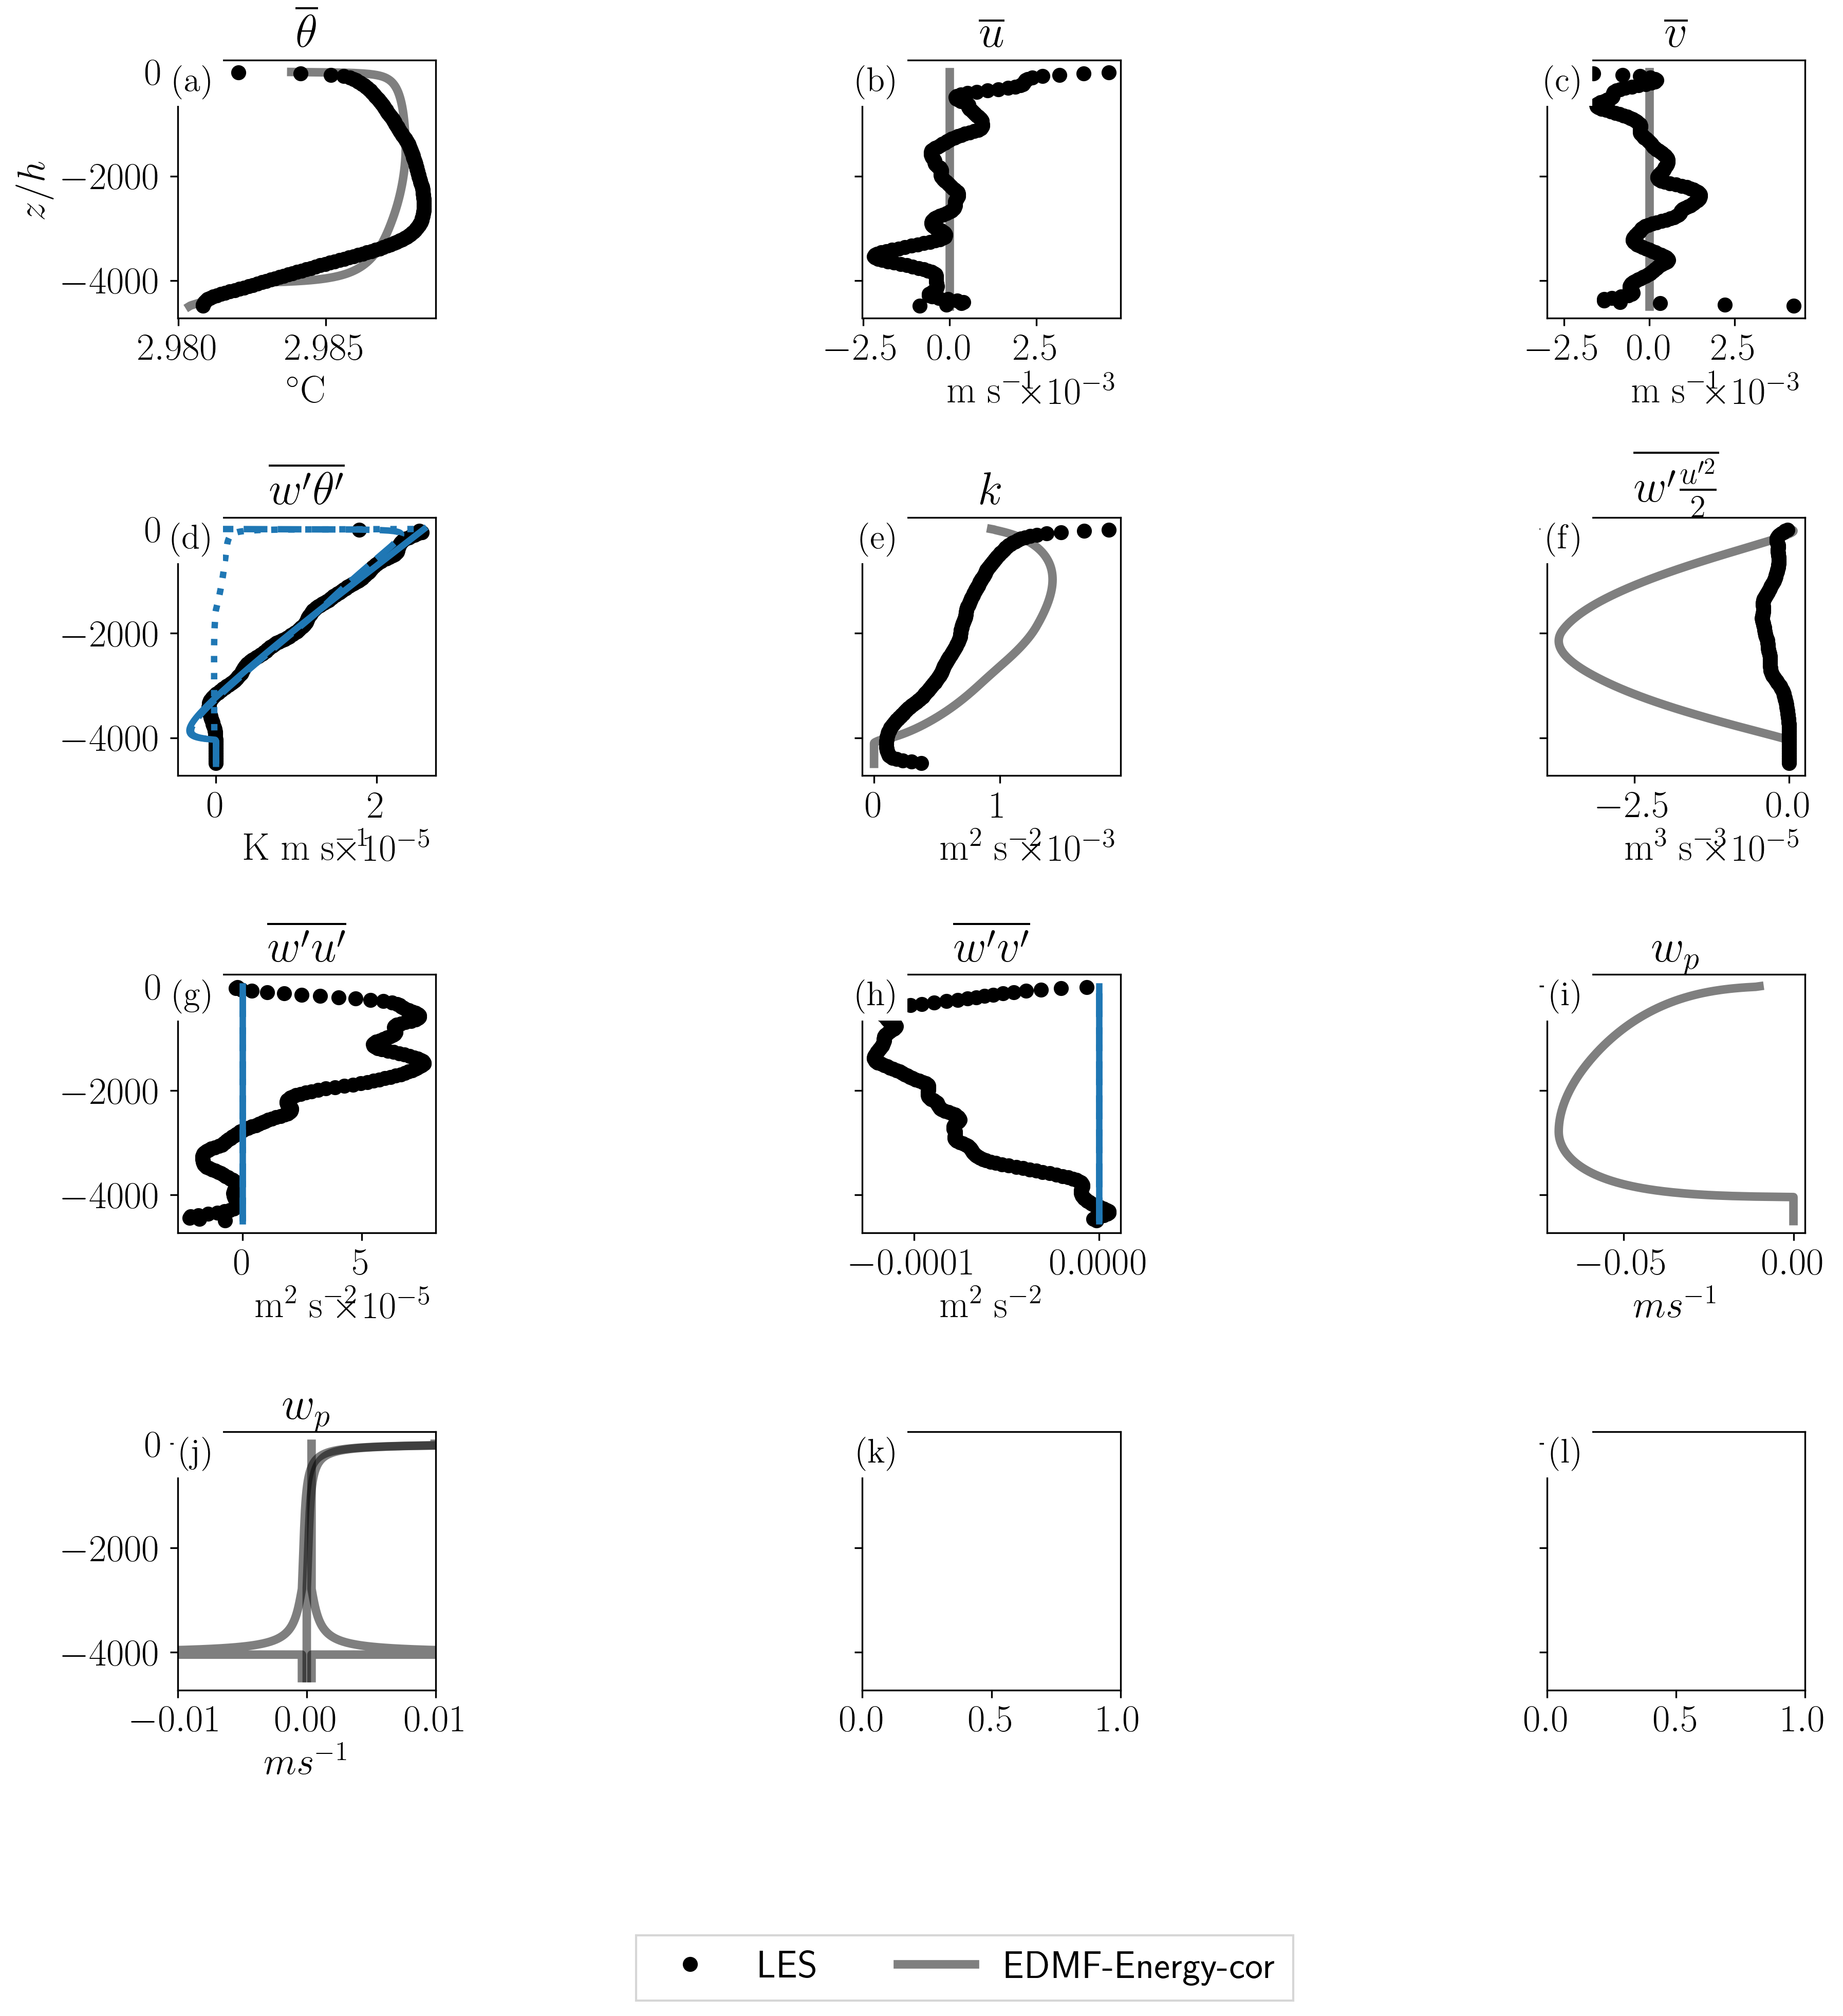 θ̅ u̅ v̅
(a) (b) (c)
0
z/h
−2000
−4000
2.980 2.985 −2.5 0.0 2.5 −2.5 0.0 2.5
°C m s⁻¹ ×10⁻³ m s⁻¹ ×10⁻³
w′θ′ k w′u′²/2
(d) (e) (f)
0
−2000
−4000
0 2 0 1 −2.5 0.0
K m s⁻¹ ×10⁻⁵ m² s⁻² ×10⁻³ m³ s⁻³ ×10⁻⁵
w′u′ w′v′ w_p
(g) (h) (i)
0
−2000
−4000
0 5 −0.0001 0.0000 −0.05 0.00
m² s⁻² ×10⁻⁵ m² s⁻² ms⁻¹
w_p
(j) (k) (l)
0
−2000
−4000
−0.01 0.00 0.01 0.0 0.5 1.0 0.0 0.5 1.0
ms⁻¹
LES EDMF-Energy-cor